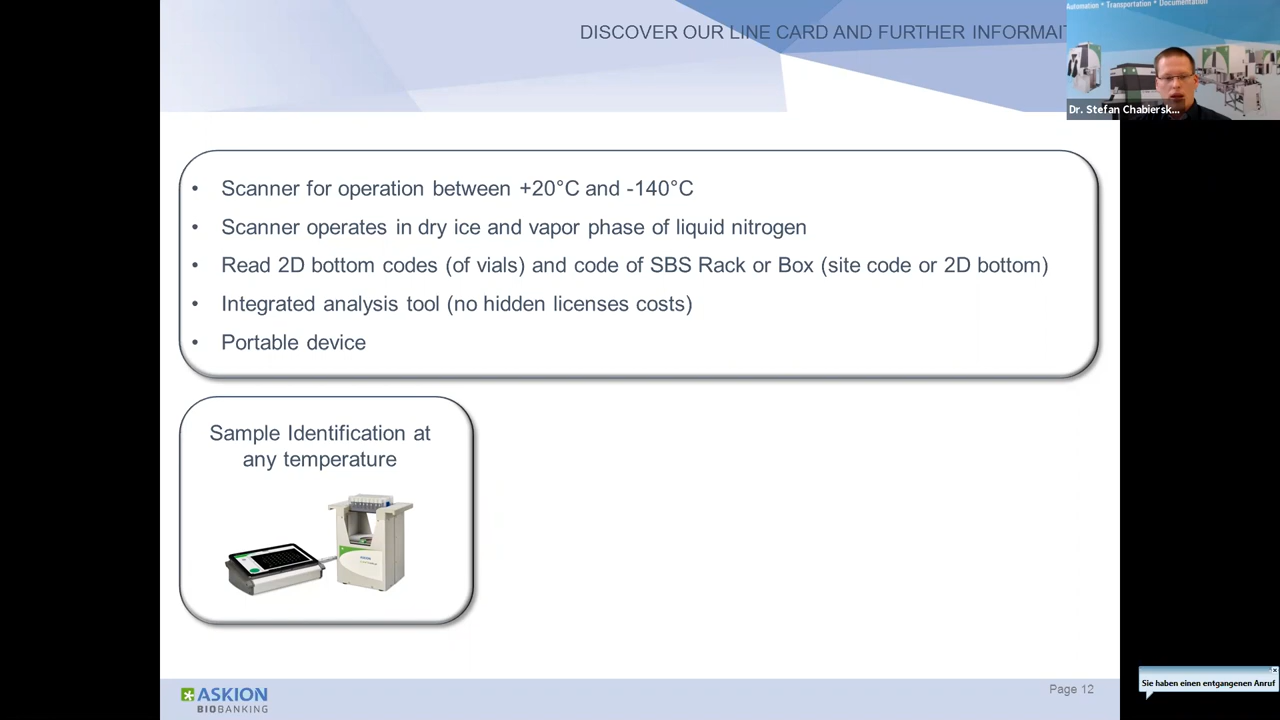 DISCOVER OUR LINE CARD AND FURTHER INFORMAT
Automation * Transportation * Documentation
Dr. Stefan Chabiersk...
• Scanner for operation between +20°C and -140°C
• Scanner operates in dry ice and vapor phase of liquid nitrogen
• Read 2D bottom codes (of vials) and code of SBS Rack or Box (site code or 2D bottom)
• Integrated analysis tool (no hidden licenses costs)
• Portable device
Sample Identification at
any temperature
ASKION
ASKION
BIOBANKING
Page 12
Sie haben einen entgangenen Anruf